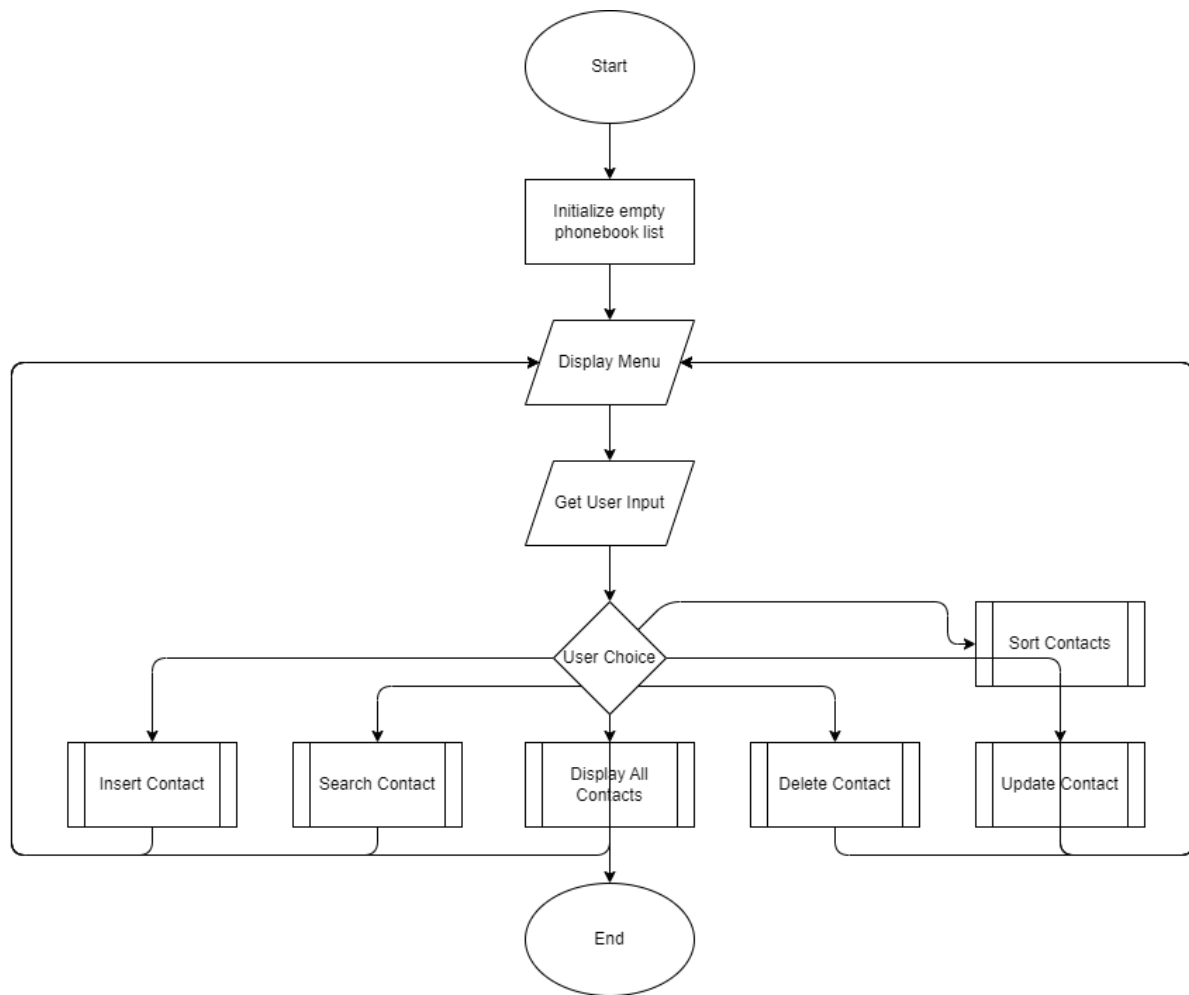 Start
Initialize empty
phonebook list
Display Menu
Get User Input
User Choice
Sort Contacts
Insert Contact
Search Contact
Display All
Contacts
Delete Contact
Update Contact
End